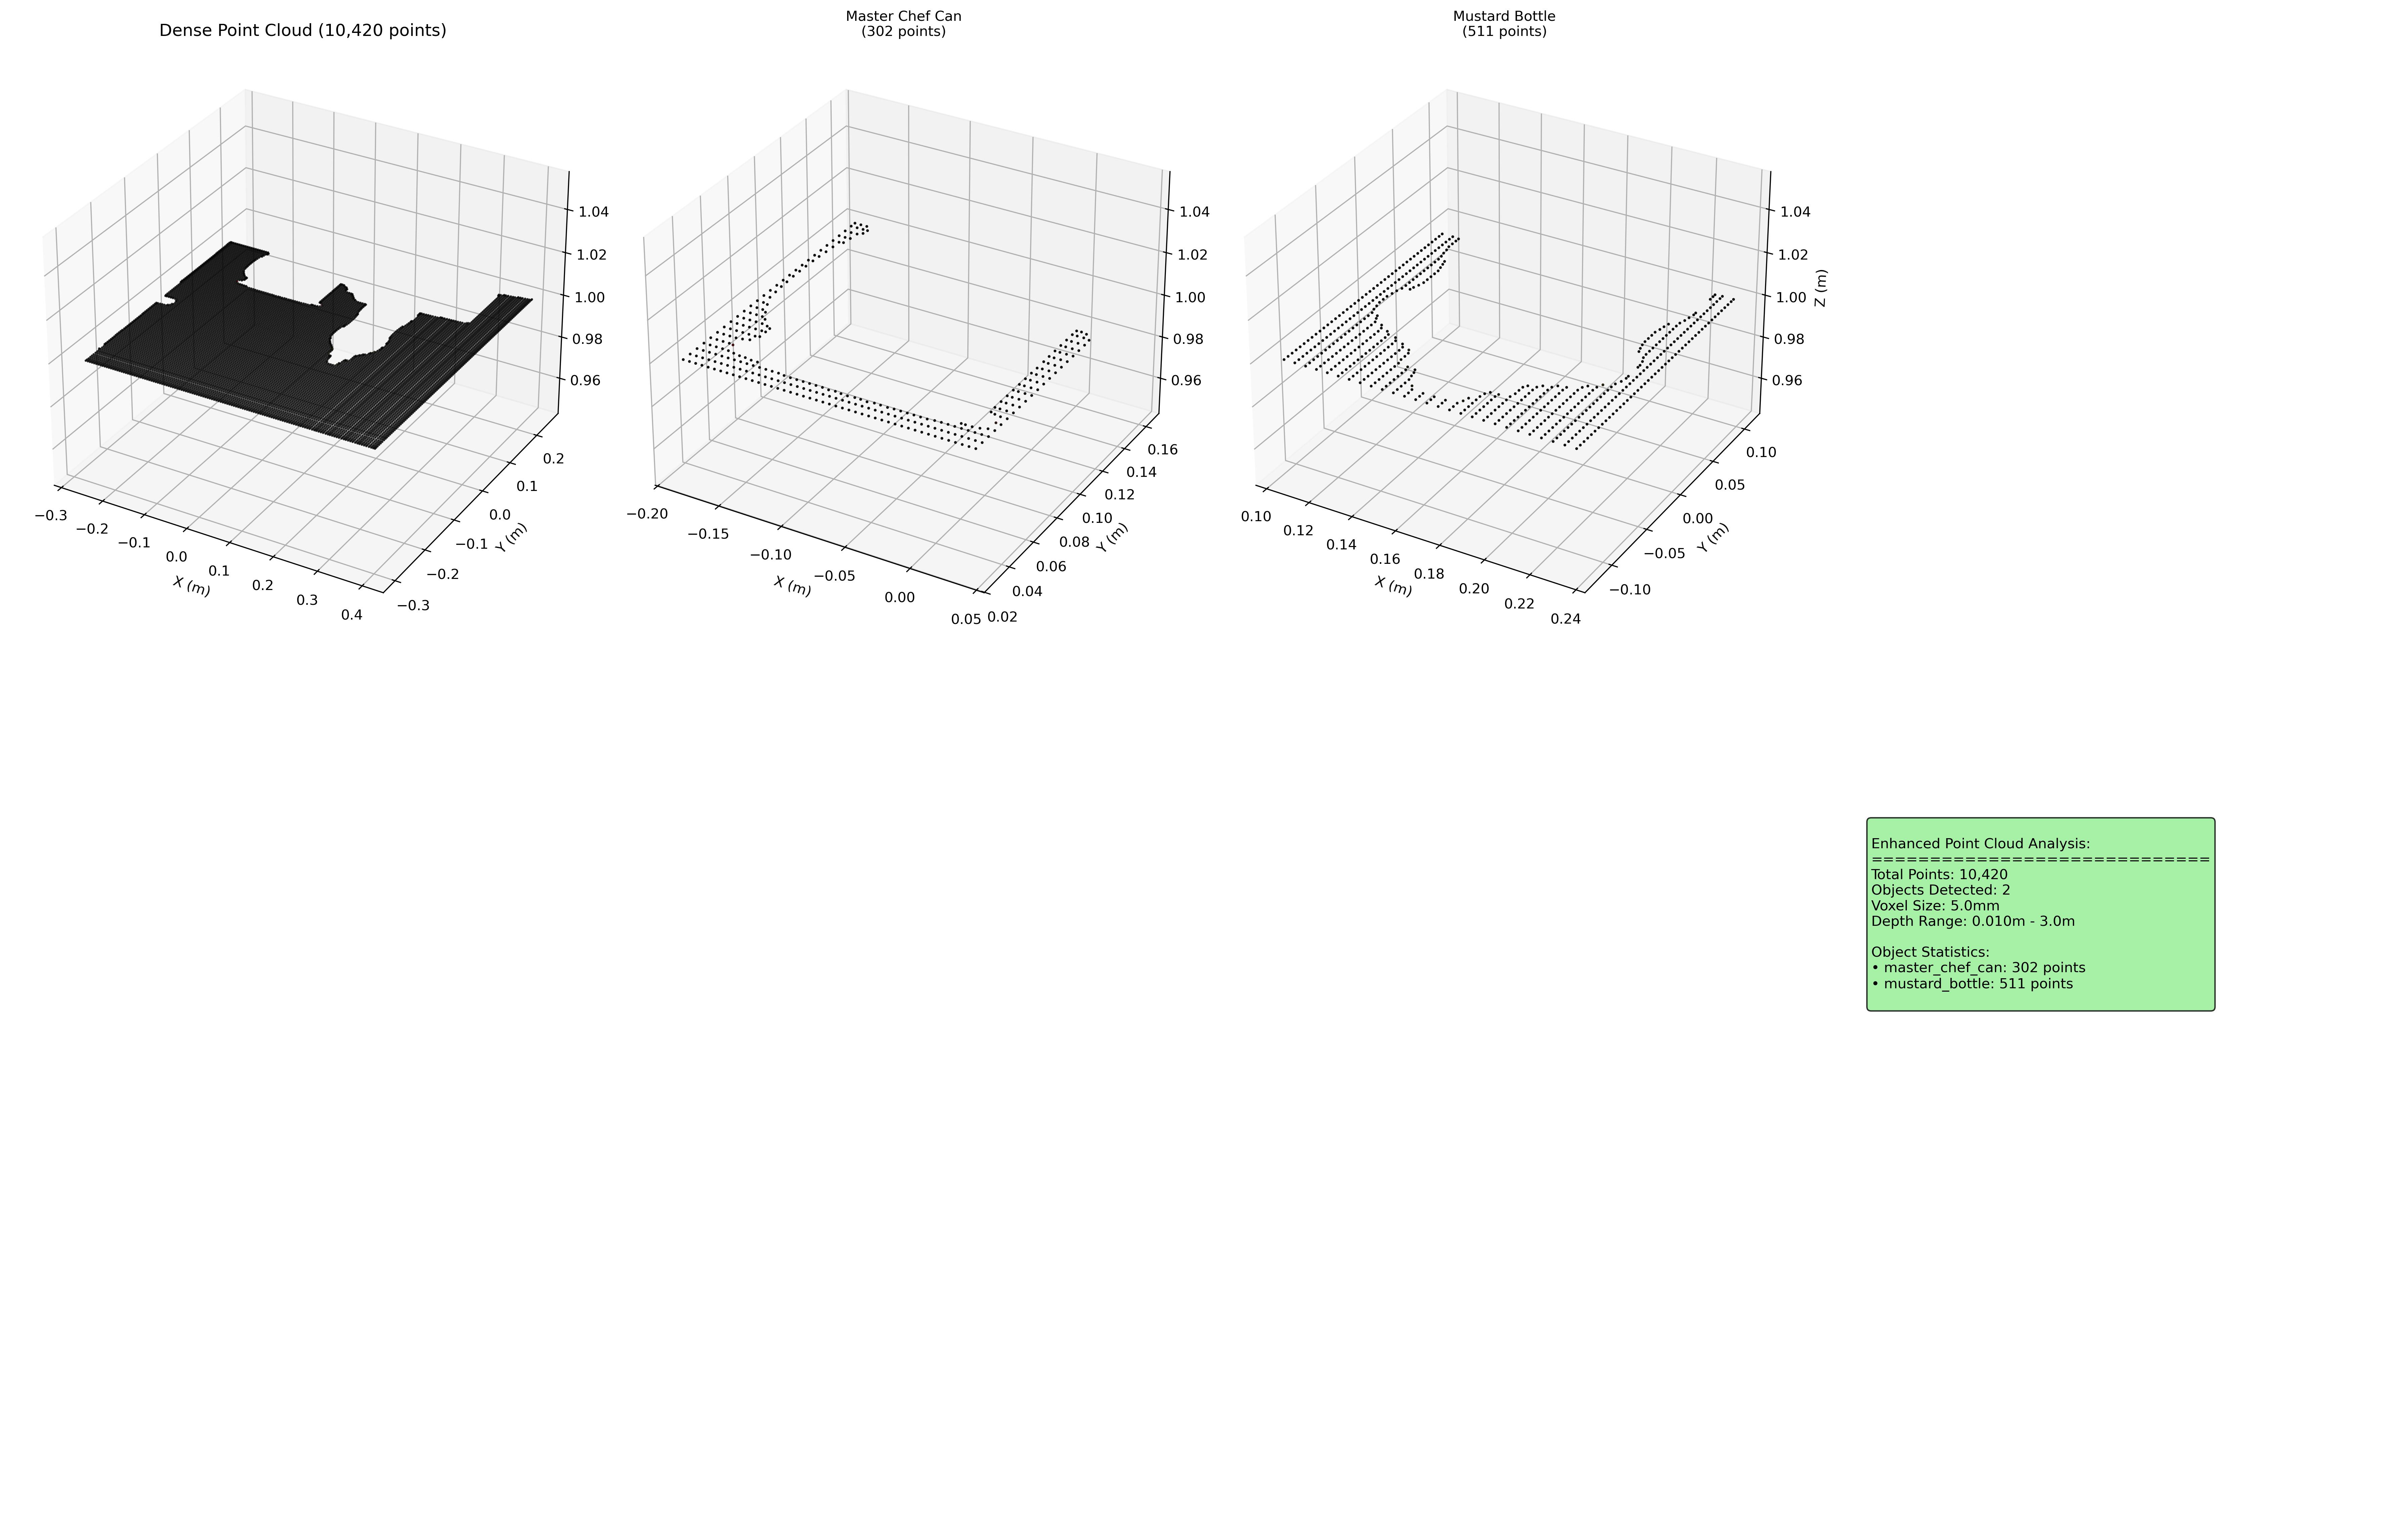 Dense Point Cloud (10,420 points)
1.04
1.02
1.00
0.98
0.96
0.2
0.1
0.0
−0.1
−0.2
−0.3
Y (m)
−0.3
−0.2
−0.1
0.0
0.1
0.2
0.3
0.4
X (m)
Master Chef Can
(302 points)
1.04
1.02
1.00
0.98
0.96
0.16
0.14
0.12
0.10
0.08
0.06
0.04
0.02
Y (m)
−0.20
−0.15
−0.10
−0.05
0.00
0.05
X (m)
Mustard Bottle
(511 points)
1.04
1.02
1.00
0.98
0.96
Z (m)
0.10
0.05
0.00
−0.05
−0.10
Y (m)
0.10
0.12
0.14
0.16
0.18
0.20
0.22
0.24
X (m)
Enhanced Point Cloud Analysis:
=============================
Total Points: 10,420
Objects Detected: 2
Voxel Size: 5.0mm
Depth Range: 0.010m - 3.0m
Object Statistics:
• master_chef_can: 302 points
• mustard_bottle: 511 points